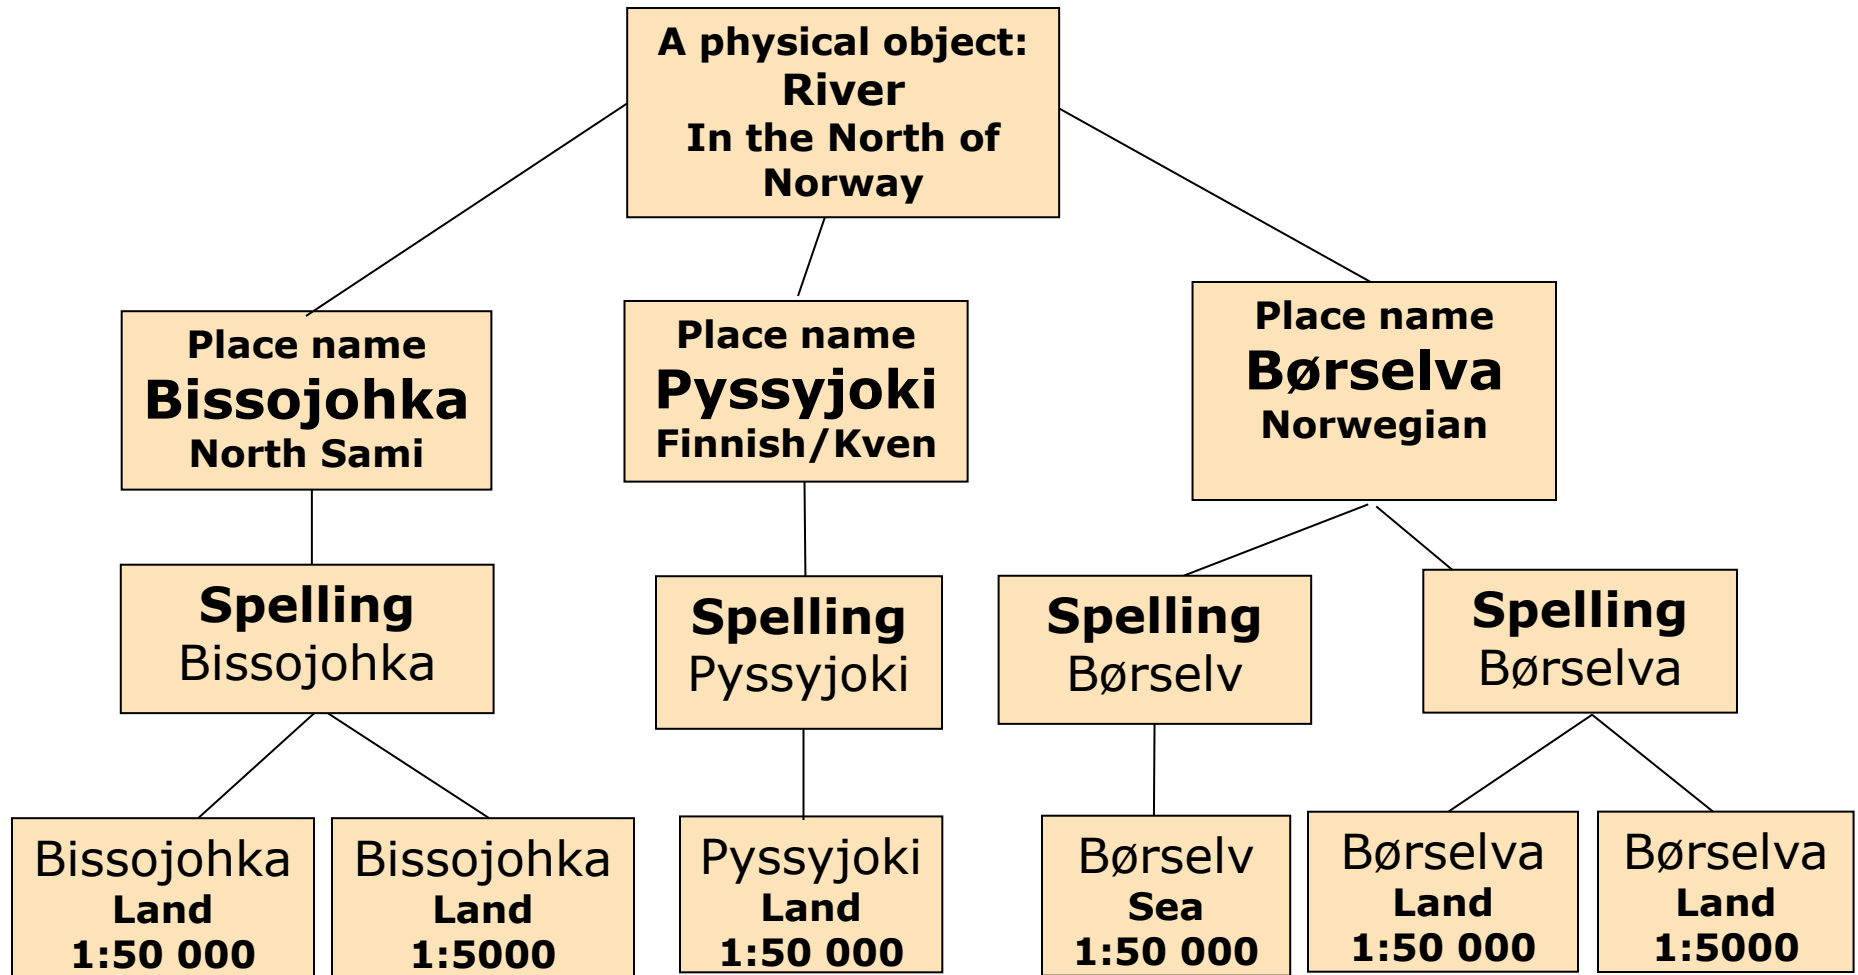 A physical object:
River
In the North of
Norway
Place name
Bissojohka
North Sami
Place name
Pyssyjoki
Finnish/Kven
Place name
Børselva
Norwegian
Spelling
Bissojohka
Spelling
Pyssyjoki
Spelling
Børselv
Spelling
Børselva
Bissojohka
Land
1:50 000
Bissojohka
Land
1:5000
Pyssyjoki
Land
1:50 000
Børselv
Sea
1:50 000
Børselva
Land
1:50 000
Børselva
Land
1:5000